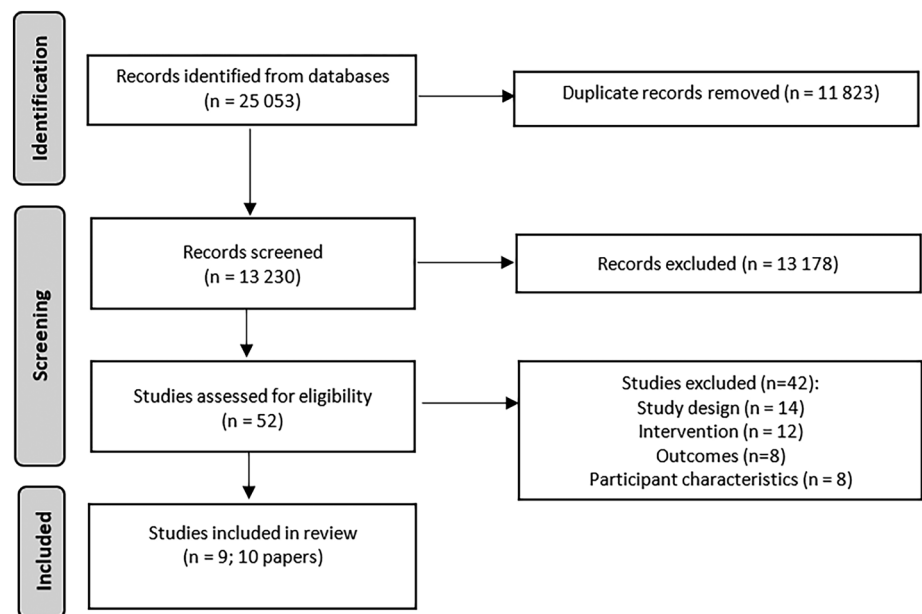 Identification
Records identified from databases
(n = 25 053)
Duplicate records removed (n = 11 823)
Screening
Records screened
(n = 13 230)
Records excluded (n = 13 178)
Studies assessed for eligibility
(n = 52)
Studies excluded (n=42):
Study design (n = 14)
Intervention (n = 12)
Outcomes (n=8)
Participant characteristics (n = 8)
Included
Studies included in review
(n = 9; 10 papers)